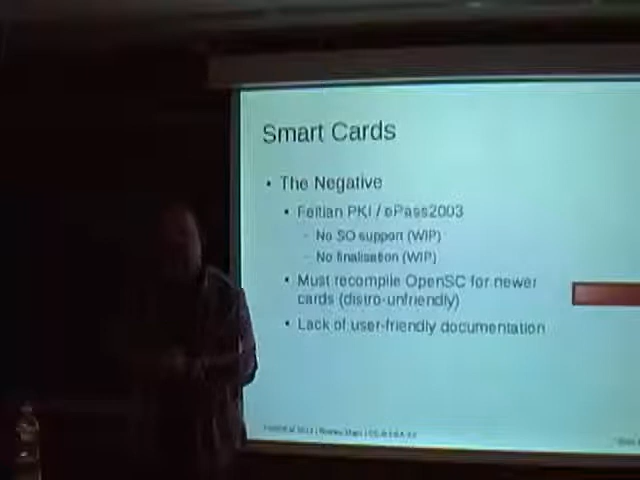 Smart Cards
• The Negative
• Feitian PKI / ePass2003
- No SO support (WIP)
- No finalisation (WIP)
• Must recompile OpenSC for newer
cards (distro-unfriendly)
• Lack of user-friendly documentation